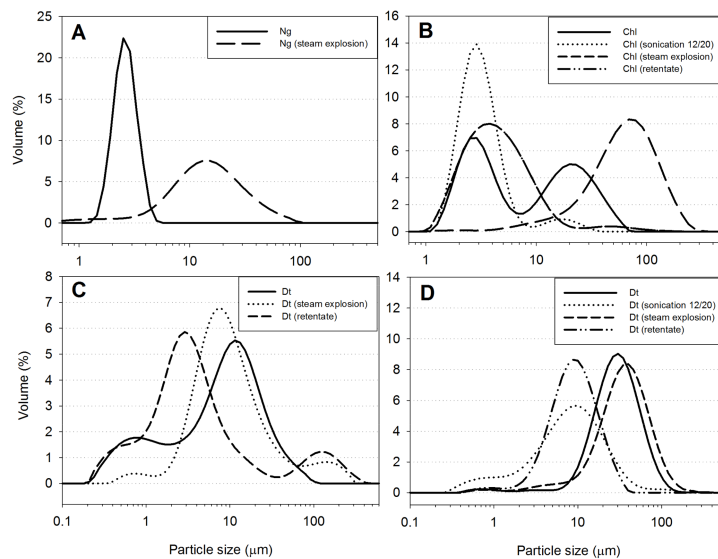 A
Ng
Ng (steam explosion)
Volume (%)
25
20
15
10
5
0
1
10
100
B
Chl
Chl (sonication 12/20)
Chl (steam explosion)
Chl (retentate)
16
14
12
10
8
6
4
2
0
1
10
100
C
Dt
Dt (steam explosion)
Dt (retentate)
Volume (%)
8
7
6
5
4
3
2
1
0
0.1
1
10
100
Particle size (μm)
D
Dt
Dt (sonication 12/20)
Dt (steam explosion)
Dt (retentate)
14
12
10
8
6
4
2
0
0.1
1
10
100
Particle size (μm)